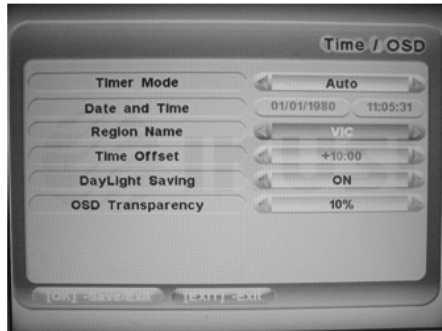 Time / OSD
Timer Mode Auto
Date and Time 01/01/1980 11:05:31
Region Name VIC
Time Offset +10:00
DayLight Saving ON
OSD Transparency 10%
[OK] -Save/Exit [EXIT] -Exit